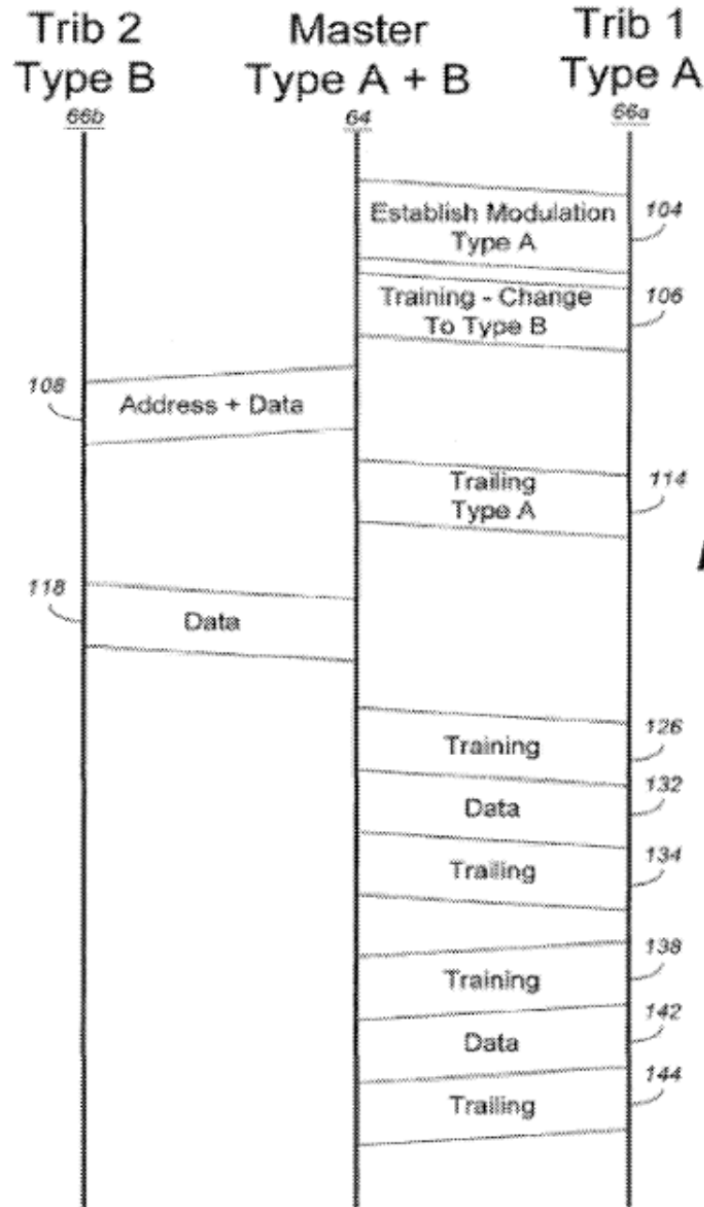 Trib 2
Type B
66b
Master
Type A + B
64
Trib 1
Type A
66a
Establish Modulation
Type A
104
Training - Change
To Type B
106
108
Address + Data
Trailing
Type A
114
118
Data
Training
126
Data
132
Trailing
134
Training
138
Data
142
Trailing
144